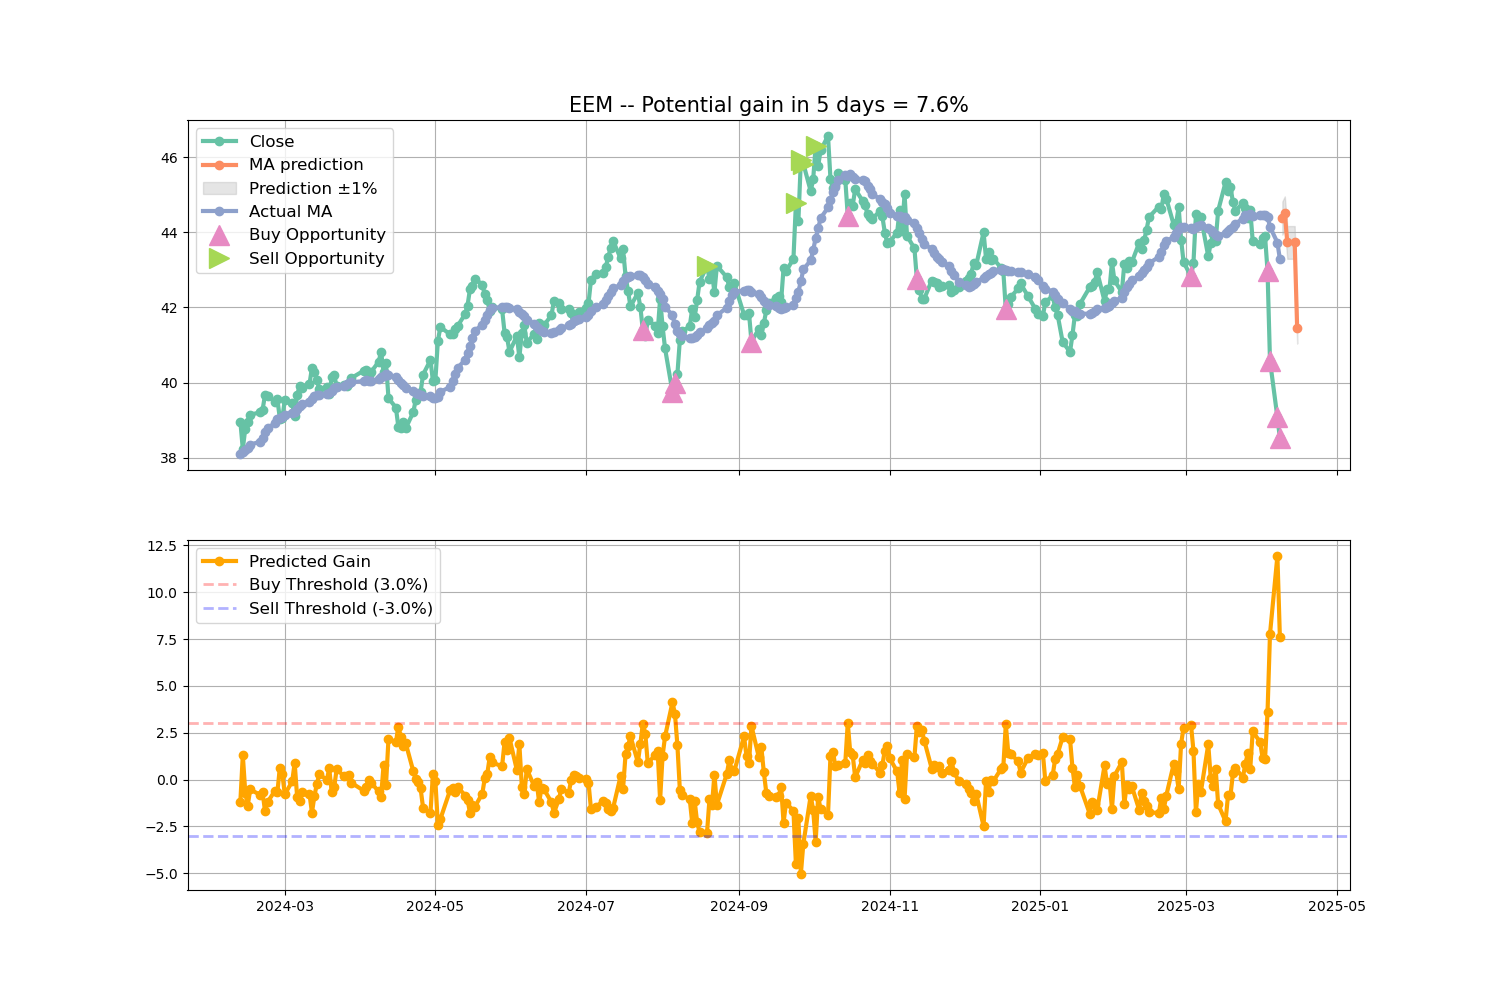 EEM -- Potential gain in 5 days = 7.6%
46
44
42
40
38
Close
MA prediction
Prediction ±1%
Actual MA
Buy Opportunity
Sell Opportunity
12.5
10.0
7.5
5.0
2.5
0.0
−2.5
−5.0
Predicted Gain
Buy Threshold (3.0%)
Sell Threshold (-3.0%)
2024-03
2024-05
2024-07
2024-09
2024-11
2025-01
2025-03
2025-05